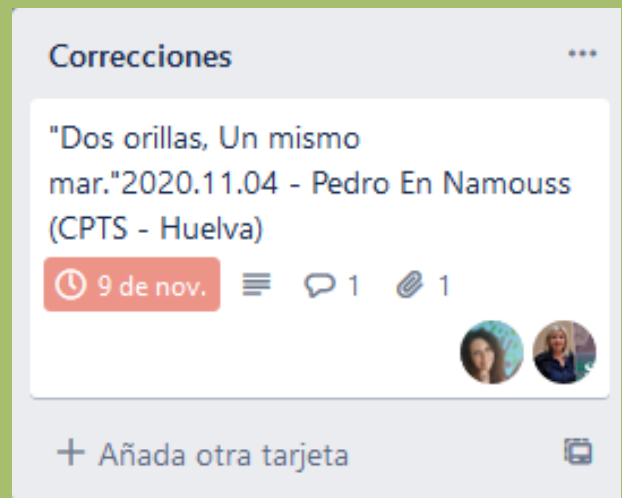 Correcciones
"Dos orillas, Un mismo
mar."2020.11.04 - Pedro En Namouss
(CPTS - Huelva)
9 de nov. 1 1
+ Añada otra tarjeta